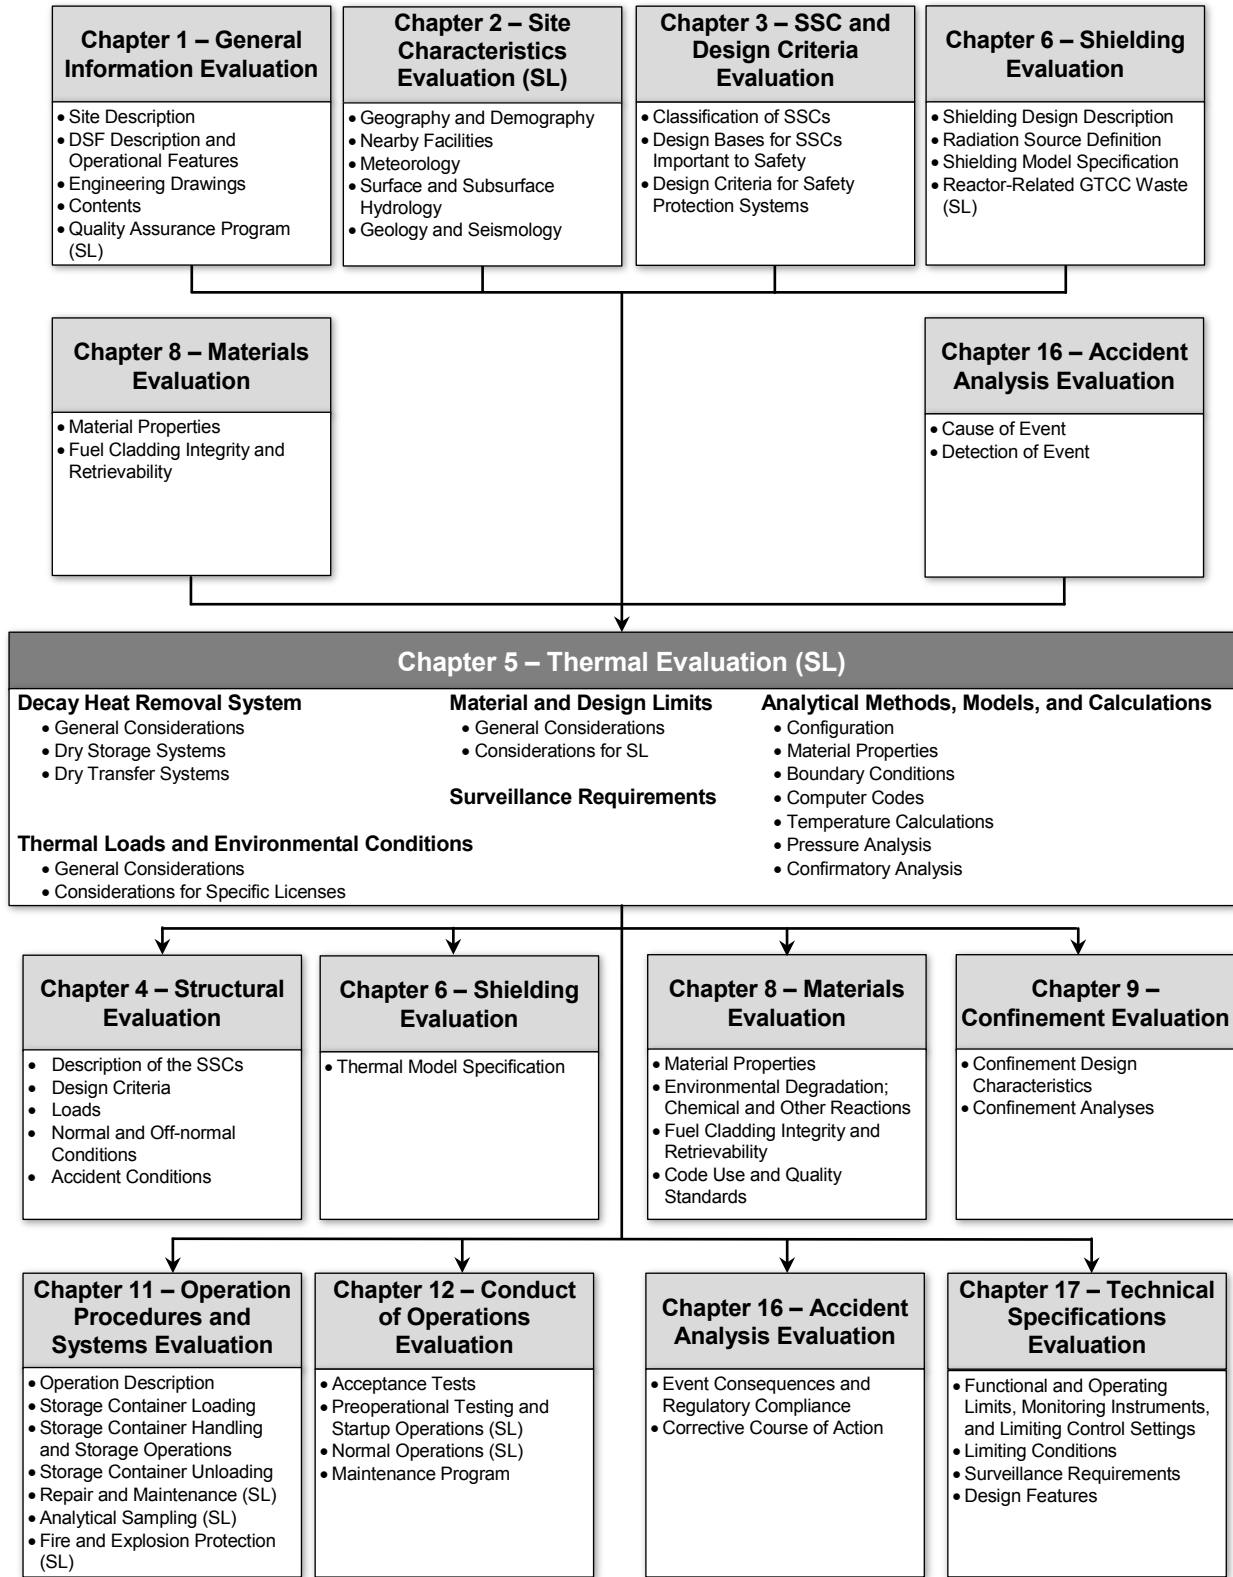 Chapter 1 – General
Information Evaluation
• Site Description
• DSF Description and
Operational Features
• Engineering Drawings
• Contents
• Quality Assurance Program
(SL)
Chapter 2 – Site
Characteristics
Evaluation (SL)
• Geography and Demography
• Nearby Facilities
• Meteorology
• Surface and Subsurface
Hydrology
• Geology and Seismology
Chapter 3 – SSC and
Design Criteria
Evaluation
• Classification of SSCs
• Design Bases for SSCs
Important to Safety
• Design Criteria for Safety
Protection Systems
Chapter 6 – Shielding
Evaluation
• Shielding Design Description
• Radiation Source Definition
• Shielding Model Specification
• Reactor-Related GTCC Waste
(SL)
Chapter 8 – Materials
Evaluation
• Material Properties
• Fuel Cladding Integrity and
Retrievability
Chapter 16 – Accident
Analysis Evaluation
• Cause of Event
• Detection of Event
Chapter 5 – Thermal Evaluation (SL)
Decay Heat Removal System
• General Considerations
• Dry Storage Systems
• Dry Transfer Systems
Thermal Loads and Environmental Conditions
• General Considerations
• Considerations for Specific Licenses
Material and Design Limits
• General Considerations
• Considerations for SL
Surveillance Requirements
Analytical Methods, Models, and Calculations
• Configuration
• Material Properties
• Boundary Conditions
• Computer Codes
• Temperature Calculations
• Pressure Analysis
• Confirmatory Analysis
Chapter 4 – Structural
Evaluation
• Description of the SSCs
• Design Criteria
• Loads
• Normal and Off-normal
Conditions
• Accident Conditions
Chapter 6 – Shielding
Evaluation
• Thermal Model Specification
Chapter 8 – Materials
Evaluation
• Material Properties
• Environmental Degradation;
Chemical and Other Reactions
• Fuel Cladding Integrity and
Retrievability
• Code Use and Quality
Standards
Chapter 9 –
Confinement Evaluation
• Confinement Design
Characteristics
• Confinement Analyses
Chapter 11 – Operation
Procedures and
Systems Evaluation
• Operation Description
• Storage Container Loading
• Storage Container Handling
and Storage Operations
• Storage Container Unloading
• Repair and Maintenance (SL)
• Analytical Sampling (SL)
• Fire and Explosion Protection
(SL)
Chapter 12 – Conduct
of Operations
Evaluation
• Acceptance Tests
• Preoperational Testing and
Startup Operations (SL)
• Normal Operations (SL)
• Maintenance Program
Chapter 16 – Accident
Analysis Evaluation
• Event Consequences and
Regulatory Compliance
• Corrective Course of Action
Chapter 17 – Technical
Specifications
Evaluation
• Functional and Operating
Limits, Monitoring Instruments,
and Limiting Control Settings
• Limiting Conditions
• Surveillance Requirements
• Design Features